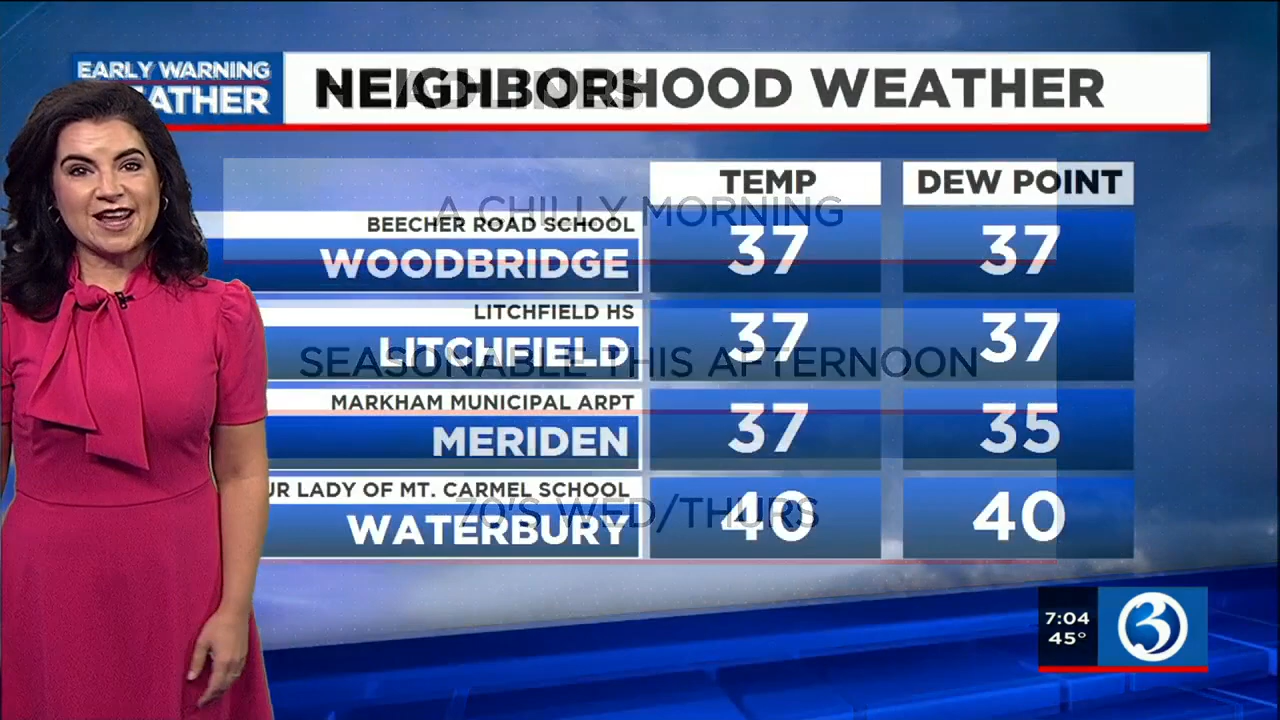 EARLY WARNING
NEIGHBORHOOD WEATHER
TEMP DEW POINT
A CHILLY MORNING
BEECHER ROAD SCHOOL
WOODBRIDGE 37 37
LITCHFIELD HS
LITCHFIELD 37 37
SEASONABLE THIS AFTERNOON
MARKHAM MUNICIPAL ARPT
MERIDEN 37 35
LADY OF MT. CARMEL SCHOOL
70'S WED/THURS
WATERBURY 40 40
7:04
45°
3